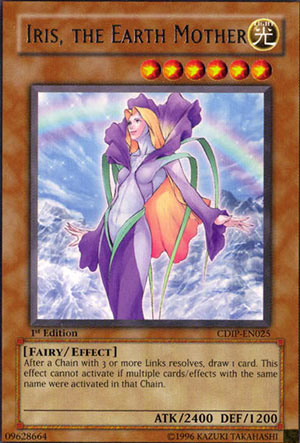 IRIS, THE EARTH MOTHER
LIGHT
光
1st Edition
CDIP-EN025
[FAIRY/EFFECT]
After a Chain with 3 or more Links resolves, draw 1 card. This
effect cannot activate if multiple cards/effects with the same
name were activated in that Chain.
ATK/2400 DEF/1200
09628664
©1996 KAZUKI TAKAHASHI